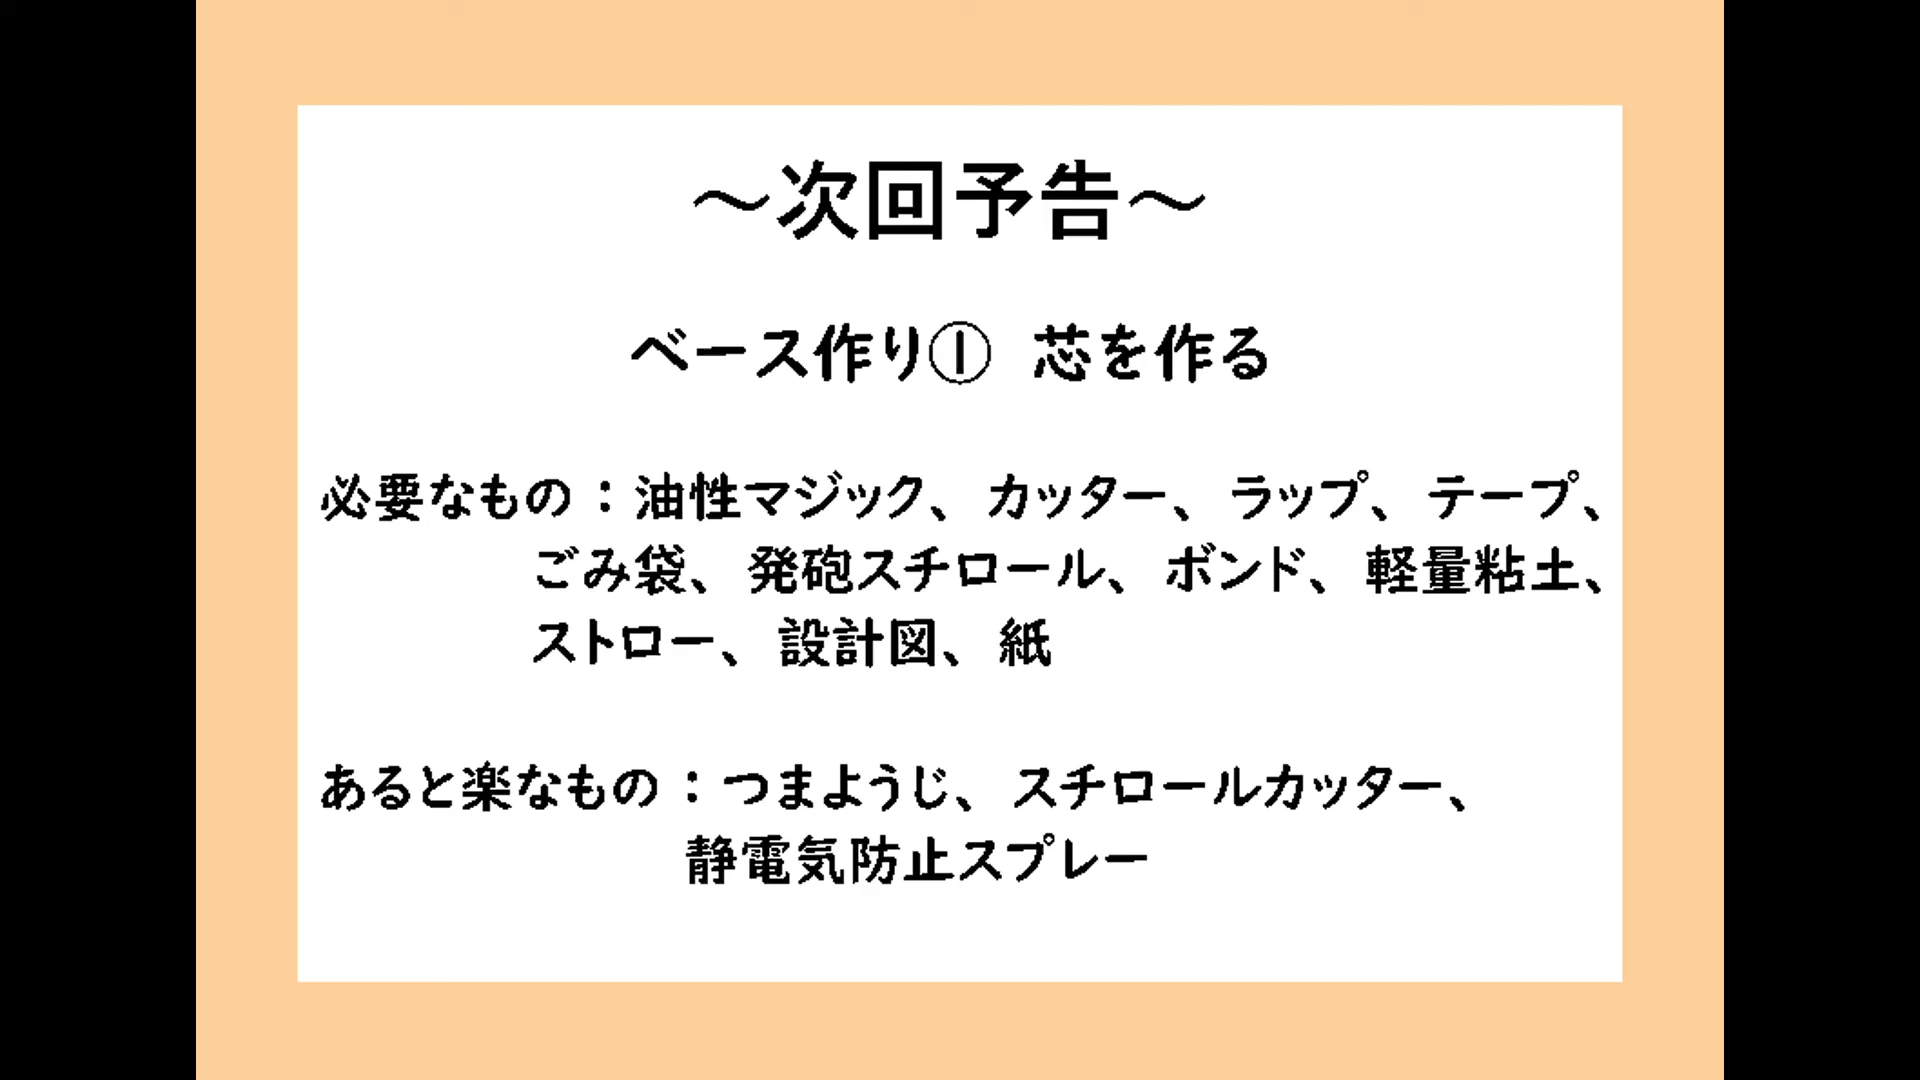 ～次回予告～
ベース作り① 芯を作る
必要なもの：油性マジック、カッター、ラップ、テープ、
ごみ袋、発砲スチロール、ボンド、軽量粘土、
ストロー、設計図、紙
あると楽なもの：つまようじ、スチロールカッター、
静電気防止スプレー